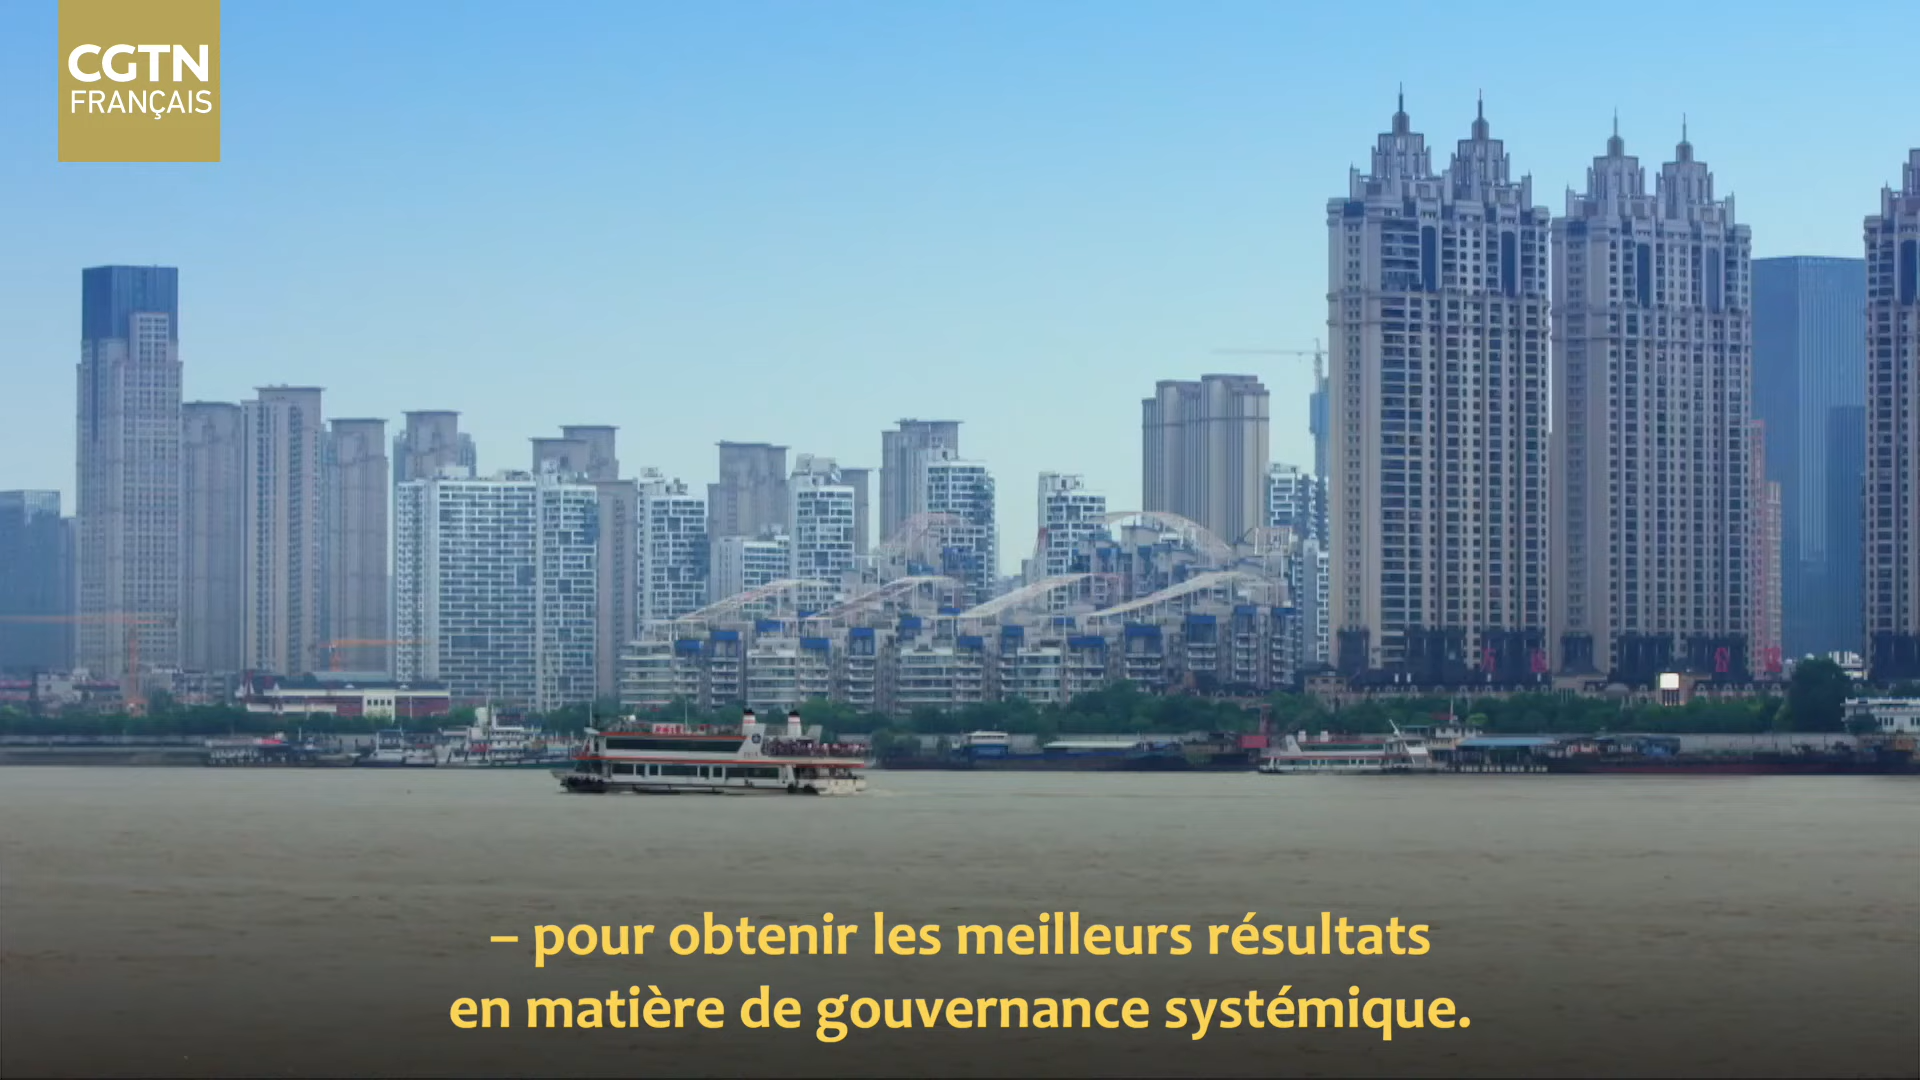 CGTN
FRANÇAIS
– pour obtenir les meilleurs résultats
en matière de gouvernance systémique.